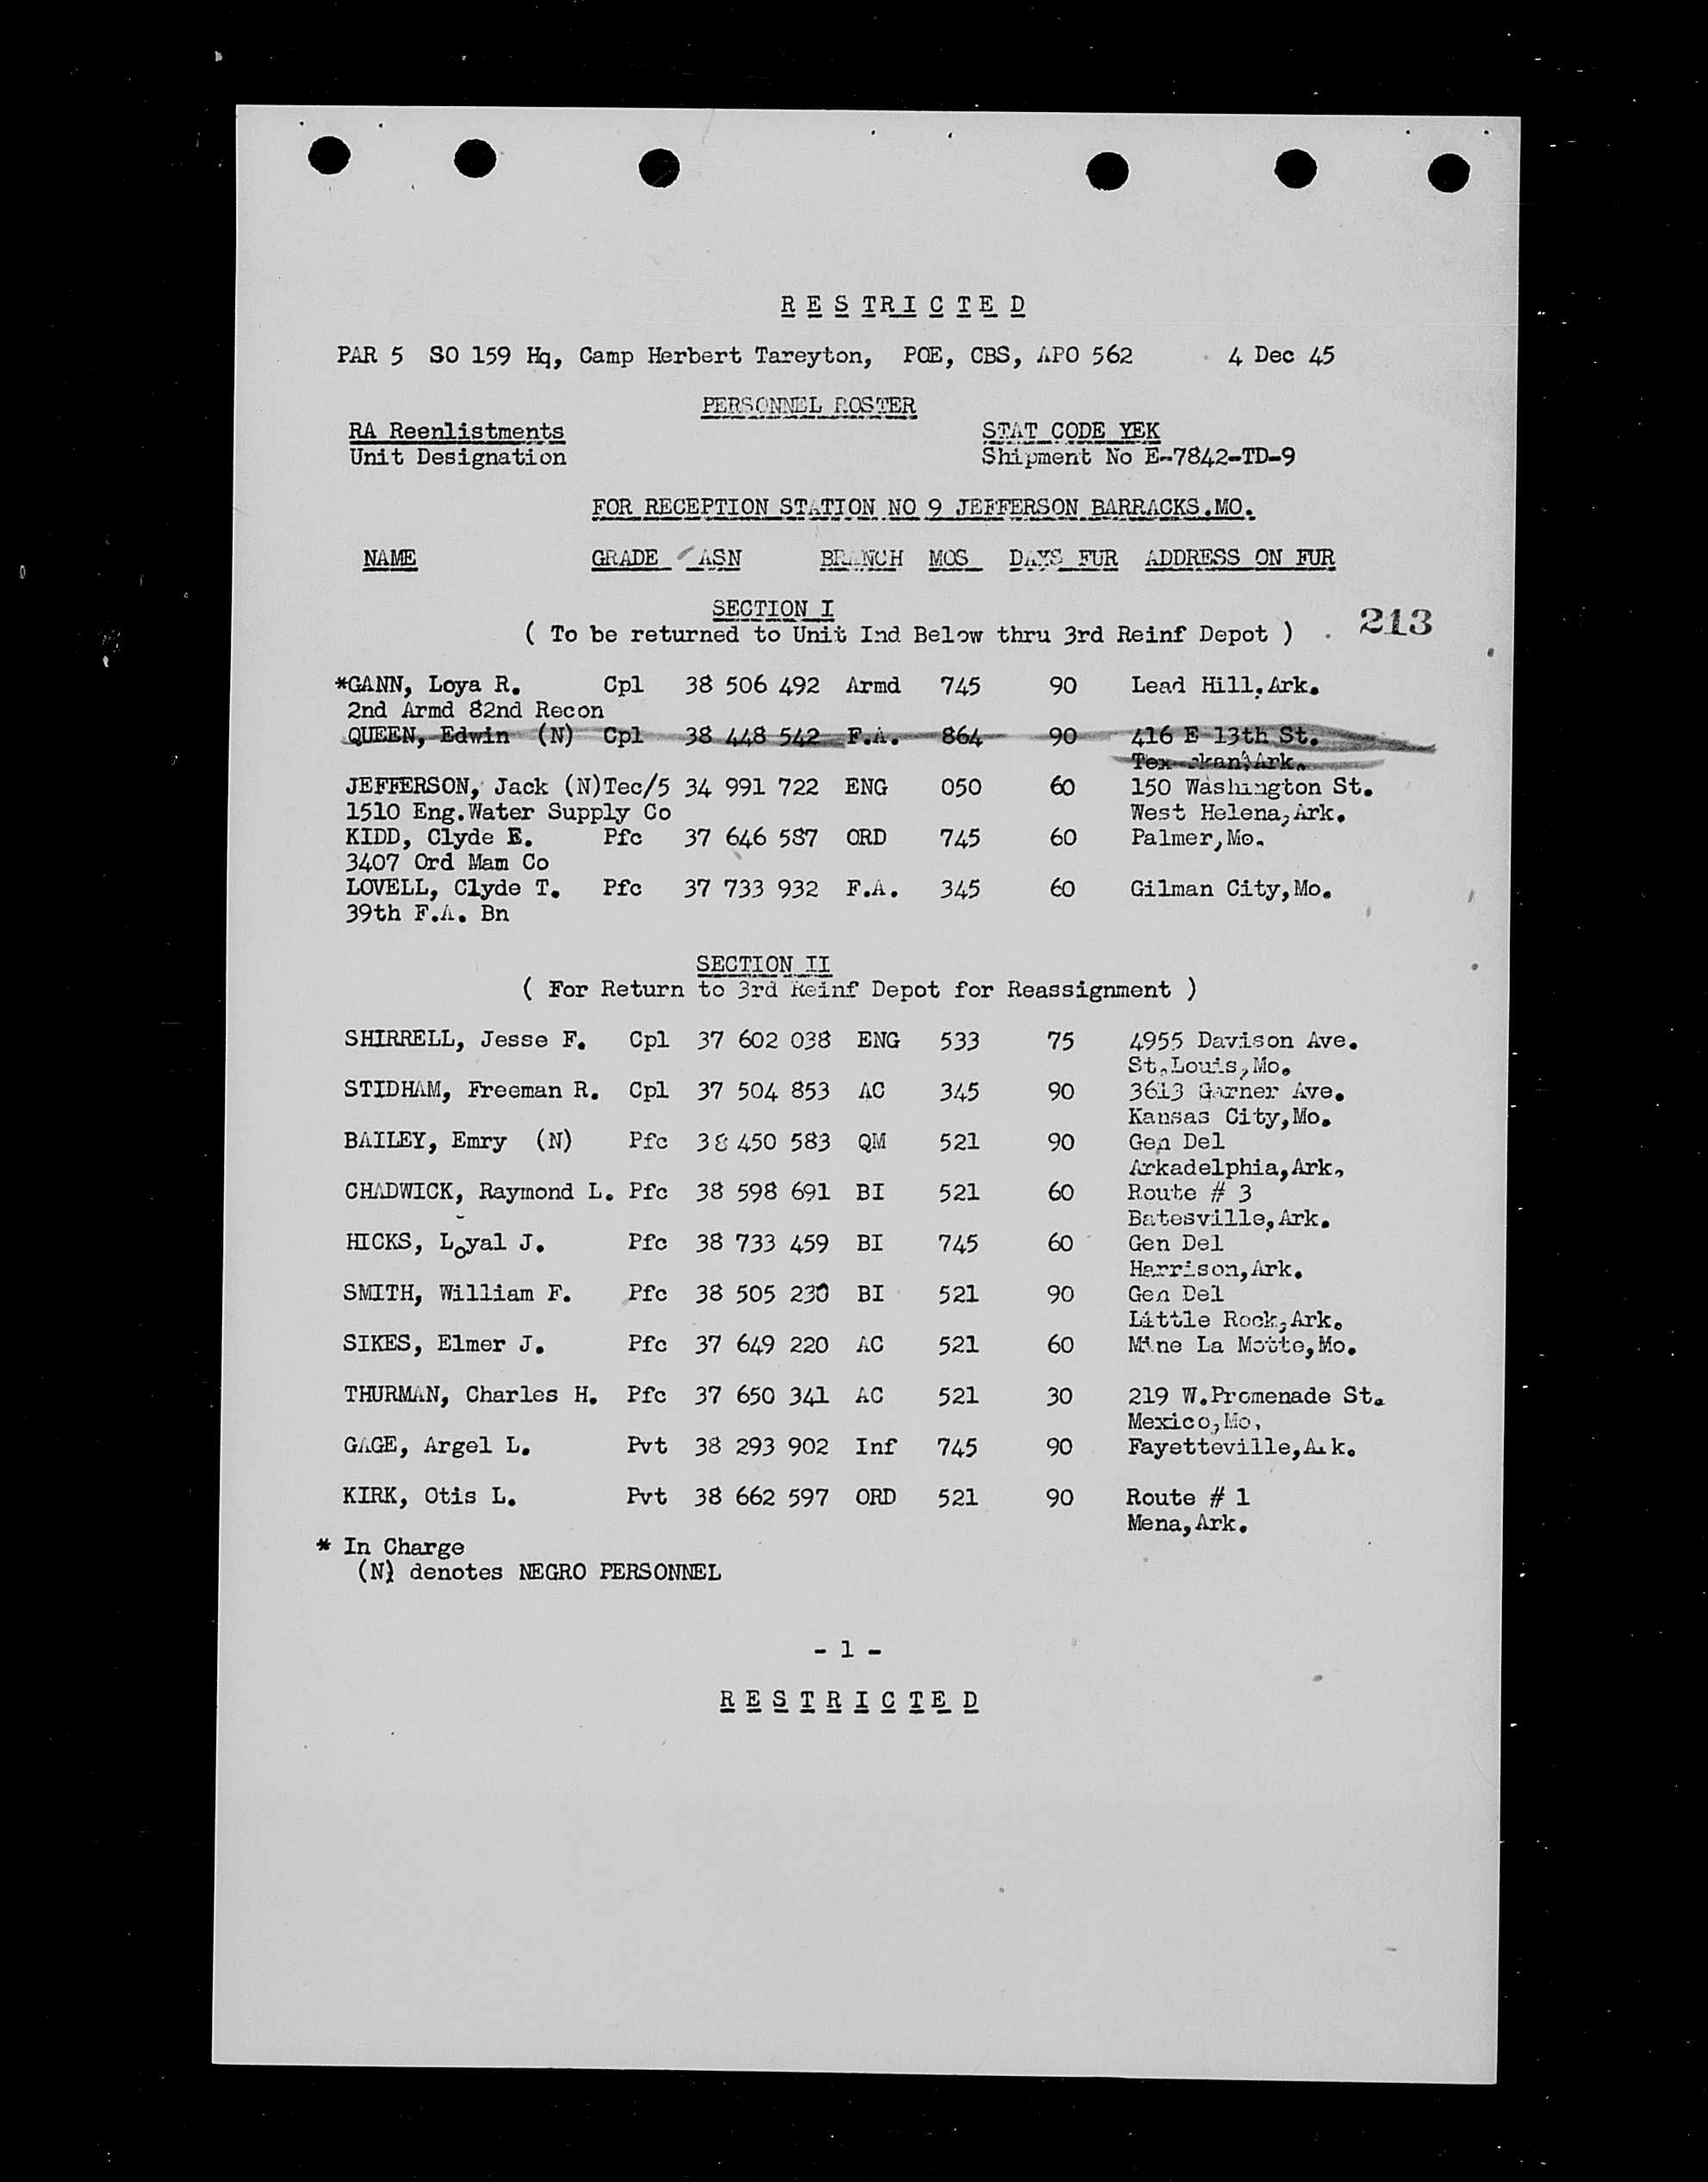 R E S T R I C T E D
PAR 5 SO 159 Hq, Camp Herbert Tareyton, POE, CBS, APO 562 4 Dec 45
PERSONNEL ROSTER
RA Reenlistments STAT CODE YEK
Unit Designation Shipment No E-7842-TD-9
FOR RECEPTION STATION NO 9 JEFFERSON BARRACKS.MO.
NAME GRADE ASN BRANCH MOS DAYS FUR ADDRESS ON FUR
SECTION I
( To be returned to Unit Ind Below thru 3rd Reinf Depot )
213
*GANN, Loya R. Cpl 38 506 492 Armd 745 90 Lead Hill,Ark.
2nd Armd 82nd Recon
QUEEN, Edwin (N) Cpl 38 448 542 F.A. 864 90 416 E 13th St.
Ark.
JEFFERSON, Jack (N)Tec/5 34 991 722 ENG 050 60 150 Washington St.
1510 Eng.Water Supply Co West Helena,Ark.
KIDD, Clyde E. Pfc 37 646 587 ORD 745 60 Palmer,Mo.
3407 Ord Mam Co
LOVELL, Clyde T. Pfc 37 733 932 F.A. 345 60 Gilman City,Mo.
39th F.A. Bn
SECTION II
( For Return to 3rd Reinf Depot for Reassignment )
SHIRRELL, Jesse F. Cpl 37 602 038 ENG 533 75 4955 Davison Ave.
St.Louis,Mo.
STIDHAM, Freeman R. Cpl 37 504 853 AC 345 90 3613 Garner Ave.
Kansas City,Mo.
BAILEY, Emry (N) Pfc 38 450 583 QM 521 90 Gen Del
Arkadelphia,Ark.
CHADWICK, Raymond L. Pfc 38 598 691 BI 521 60 Route # 3
Batesville,Ark.
HICKS, Loyal J. Pfc 38 733 459 BI 745 60 Gen Del
Harrison,Ark.
SMITH, William F. Pfc 38 505 230 BI 521 90 Gen Del
Little Rock,Ark.
SIKES, Elmer J. Pfc 37 649 220 AC 521 60 Mine La Motte,Mo.
THURMAN, Charles H. Pfc 37 650 341 AC 521 30 219 W.Promenade St.
Mexico,Mo.
GAGE, Argel L. Pvt 38 293 902 Inf 745 90 Fayetteville,Ark.
KIRK, Otis L. Pvt 38 662 597 ORD 521 90 Route # 1
Mena,Ark.
* In Charge
(N) denotes NEGRO PERSONNEL
- 1 -
R E S T R I C T E D